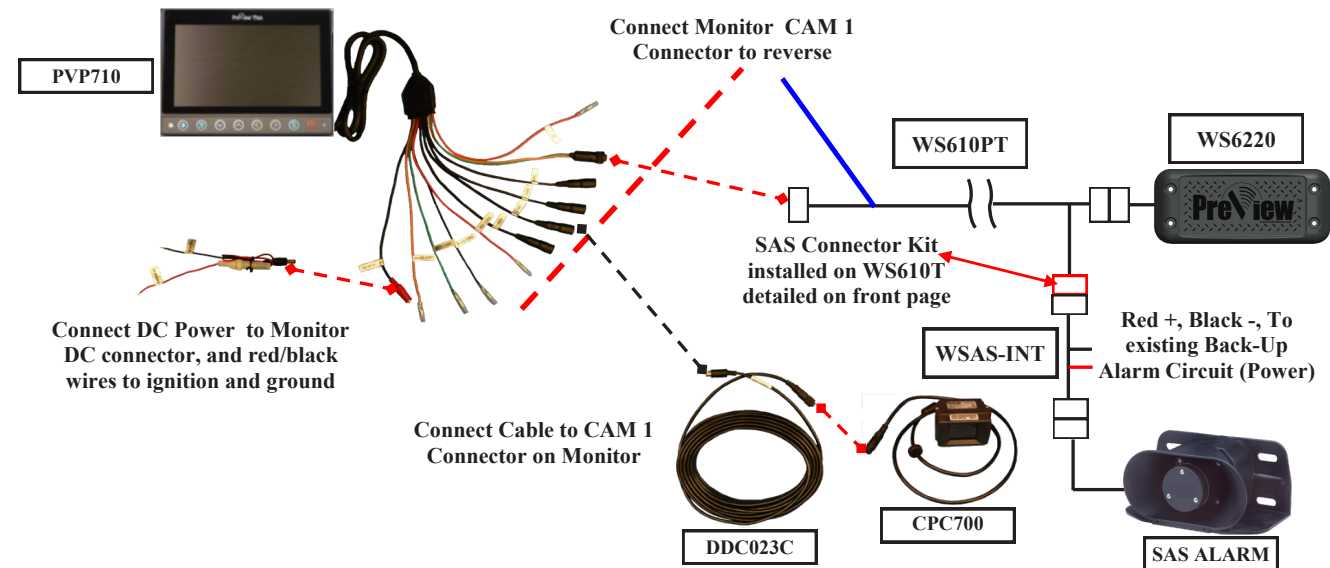 PreView Plus
Connect Monitor CAM 1
Connector to reverse
PVP710
WS610PT
WS6220
PreView
SAS Connector Kit
installed on WS610T
detailed on front page
Connect DC Power to Monitor
DC connector, and red/black
wires to ignition and ground
Red +, Black -, To
existing Back-Up
Alarm Circuit (Power)
WSAS-INT
Connect Cable to CAM 1
Connector on Monitor
DDC023C
CPC700
SAS ALARM